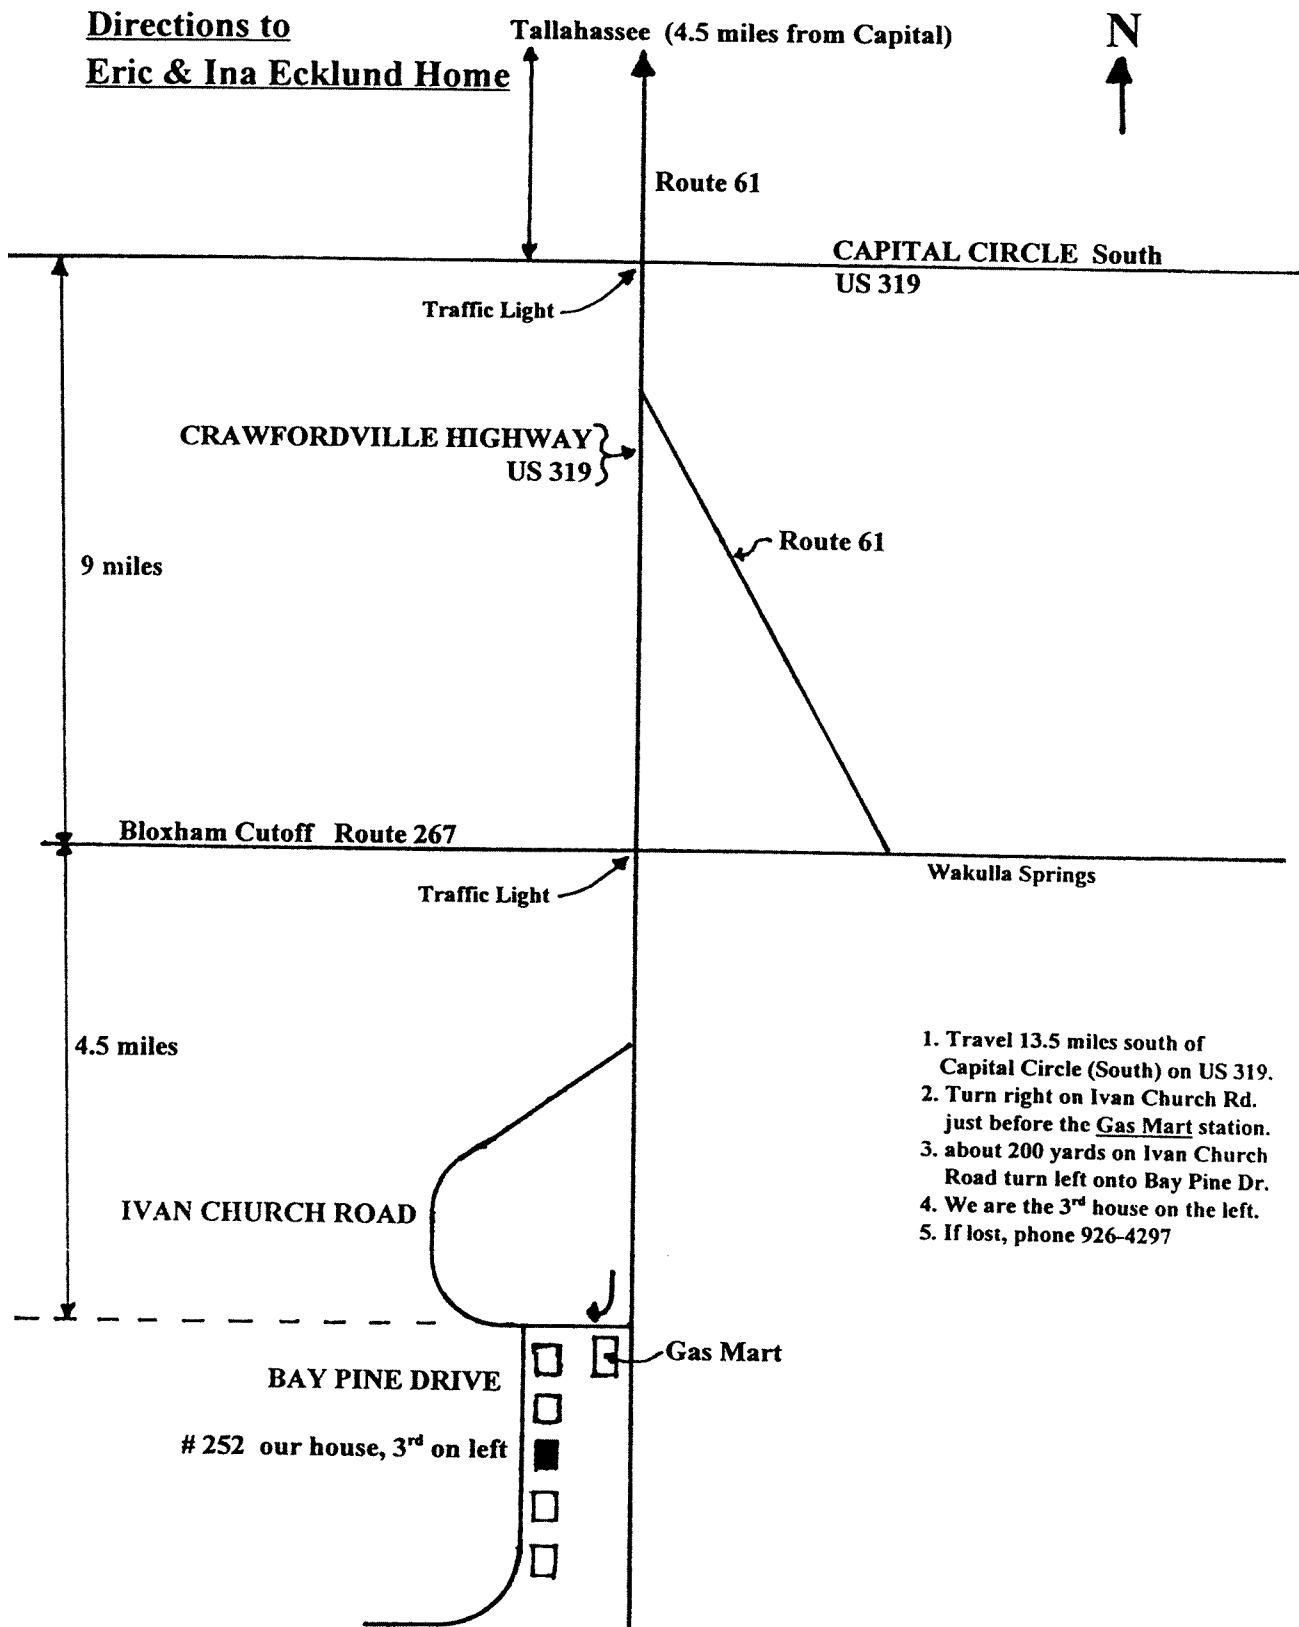 Directions to
Eric & Ina Ecklund Home
Tallahassee (4.5 miles from Capital)
N
Route 61
CAPITAL CIRCLE South
US 319
Traffic Light
CRAWFORDVILLE HIGHWAY
US 319
Route 61
9 miles
Bloxham Cutoff Route 267
Wakulla Springs
Traffic Light
4.5 miles
1. Travel 13.5 miles south of
Capital Circle (South) on US 319.
2. Turn right on Ivan Church Rd.
just before the Gas Mart station.
3. about 200 yards on Ivan Church
Road turn left onto Bay Pine Dr.
4. We are the 3rd house on the left.
5. If lost, phone 926-4297
IVAN CHURCH ROAD
Gas Mart
BAY PINE DRIVE
# 252 our house, 3rd on left